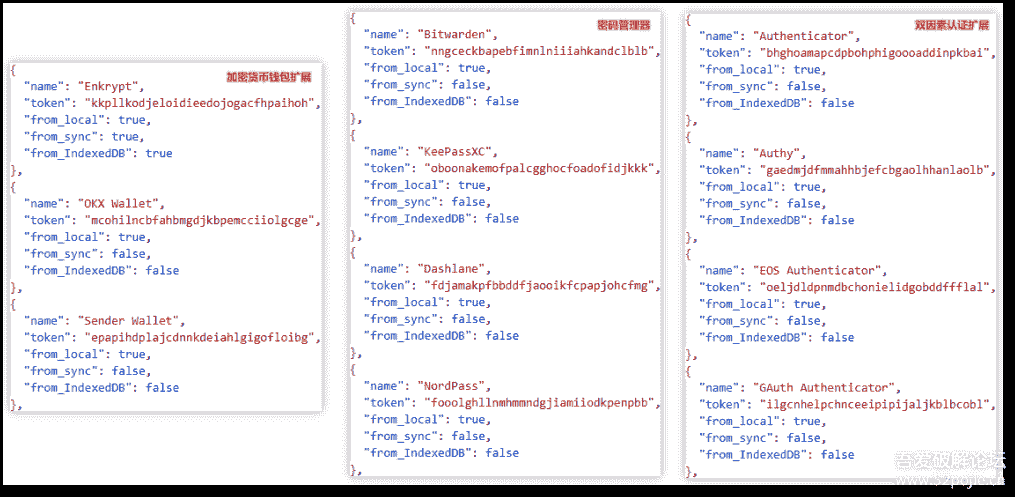 加密货币钱包扩展
{
"name": "Enkrypt",
"token": "kkpllkodjeloidieedojogacfhpaihoh",
"from_local": true,
"from_sync": true,
"from_IndexedDB": true
},
{
"name": "OKX Wallet",
"token": "mcohilncbfahbmgdjkbpemcciiolgcge",
"from_local": true,
"from_sync": false,
"from_IndexedDB": false
},
{
"name": "Sender Wallet",
"token": "epapihdplajcdnnkdeiahlgigofloibg",
"from_local": true,
"from_sync": false,
"from_IndexedDB": false
},
密码管理器
{
"name": "Bitwarden",
"token": "nngceckbapebfimnlniiiahkandclblb",
"from_local": true,
"from_sync": false,
"from_IndexedDB": false
},
{
"name": "KeePassXC",
"token": "oboonakemofpalcgghocfoadofidjkkk",
"from_local": true,
"from_sync": false,
"from_IndexedDB": false
},
{
"name": "Dashlane",
"token": "fdjamakpfbbddfjaooikfcpapjohcfmg",
"from_local": true,
"from_sync": false,
"from_IndexedDB": false
},
{
"name": "NordPass",
"token": "fooolghllnmhmmndgjiamiiodkpenpbb",
"from_local": true,
"from_sync": false,
"from_IndexedDB": false
},
双因素认证扩展
{
"name": "Authenticator",
"token": "bhghoamapcdpbohphigoooaddinpkbai",
"from_local": true,
"from_sync": false,
"from_IndexedDB": false
},
{
"name": "Authy",
"token": "gaedmjdfmmahhbjefcbgaolhhanlaolb",
"from_local": true,
"from_sync": false,
"from_IndexedDB": false
},
{
"name": "EOS Authenticator",
"token": "oeljdldpnmdbchonielidgobddffflal",
"from_local": true,
"from_sync": false,
"from_IndexedDB": false
},
{
"name": "GAuth Authenticator",
"token": "ilgcnhelpchnceeipipijaljkblbcobl",
"from_local": true,
"from_sync": false,
"from_IndexedDB": false
},
吾爱破解论坛
www.52pojie.cn